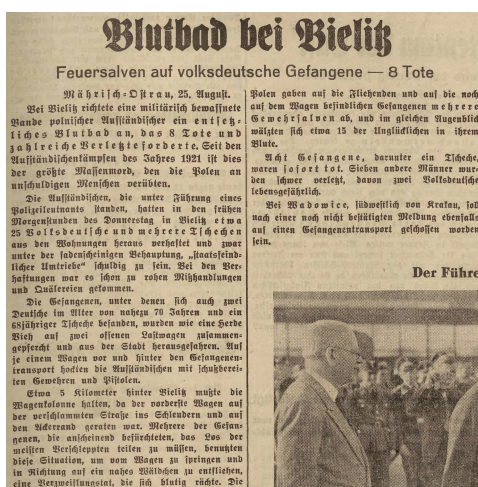 Blutbad bei Bielitz
Feuersalven auf volksdeutsche Gefangene — 8 Tote
Mährisch-Ostrau, 25. August.
Bei Bielitz richtete eine militärisch bewaffnete
Bande polnischer Aufständischer ein entsetz-
liches Blutbad an, das 8 Tote und
zahlreiche Verletzte forderte. Seit den
Aufständischenkämpfen des Jahres 1921 ist dies
der größte Massenmord, den die Polen an
unschuldigen Menschen verübten.
Die Aufständischen, die unter Führung eines
Polizeileutnants standen, hatten in den frühen
Morgenstunden des Donnerstag in Bielitz etwa
25 Volksdeutsche und mehrere Tschechen
aus den Wohnungen heraus verhaftet und zwar
unter der fadenscheinigen Behauptung, „staatsfeind-
licher Umtriebe“ schuldig zu sein. Bei den Ver-
haftungen war es schon zu rohen Mißhandlungen
und Quälereien gekommen.
Die Gefangenen, unter denen sich auch zwei
Deutsche im Alter von nahezu 70 Jahren und ein
68jähriger Tscheche befanden, wurden wie eine Herde
Vieh auf zwei offenen Lastwagen zusammen-
gepfercht und aus der Stadt herausgefahren. Auf
je einem Wagen vor und hinter den Gefangenen-
transport hockten die Aufständischen mit schußberei-
ten Gewehren und Pistolen.
Etwa 5 Kilometer hinter Bielitz mußte die
Wagenkolonne halten, da der vorderste Wagen auf
der verschlammten Straße ins Schleudern und auf
den Ackerrand geraten war. Mehrere der Gefan-
genen, die anscheinend befürchteten, das Los der
meisten Verschleppten teilen zu müssen, benutzten
diese Situation, um vom Wagen zu springen und
in Richtung auf ein nahes Wäldchen zu entfliehen,
eine Verzweiflungstat, die sich blutig rächte. Die
Polen gaben auf die Fliehenden und auf die noch
auf dem Wagen befindlichen Gefangenen mehrere
Gewehrsalven ab, und im gleichen Augenblick
wälzten sich etwa 15 der Unglücklichen in ihrem
Blute.
Acht Gefangene, darunter ein Tscheche,
waren sofort tot. Sieben andere Männer wur-
den schwer verletzt, davon zwei Volksdeutsche
lebensgefährlich.
Bei Wadowice, südwestlich von Krakau, soll
nach einer noch nicht bestätigten Meldung ebenfalls
auf einen Gefangenentransport geschossen worden
sein.
Der Führe